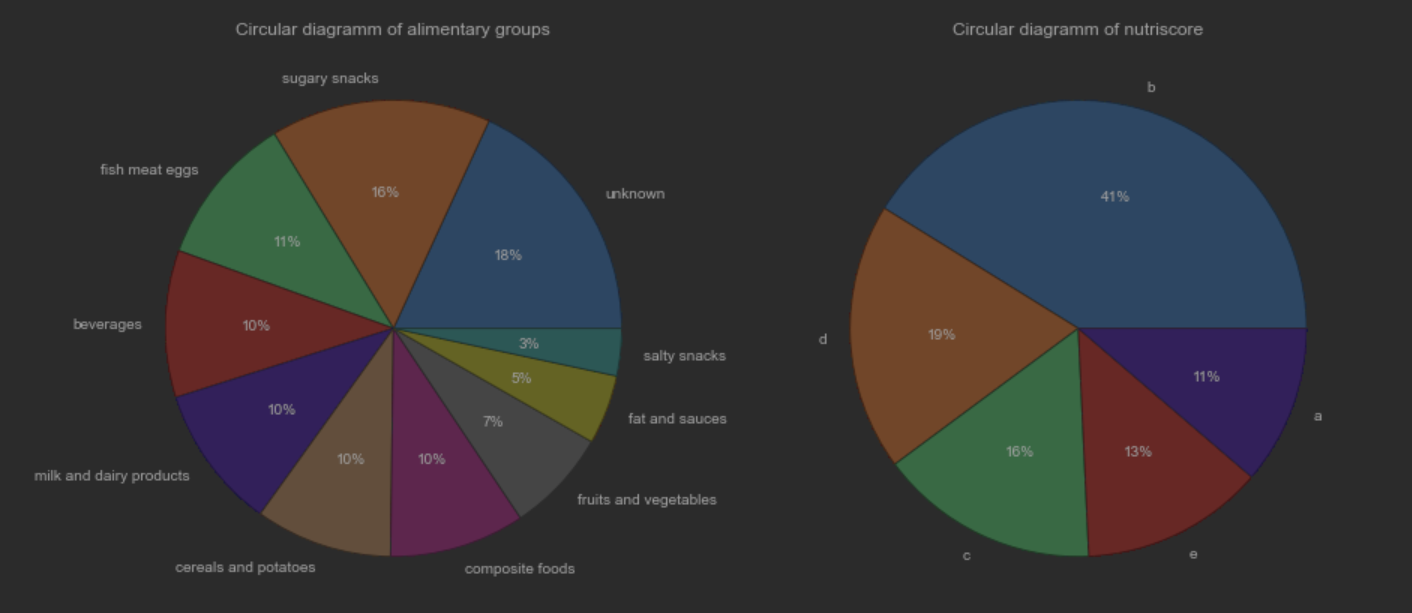 Circular diagramm of alimentary groups
sugary snacks
fish meat eggs
16%
unknown
11%
18%
beverages
10%
3%
salty snacks
5%
10%
7%
fat and sauces
10%
10%
milk and dairy products
fruits and vegetables
cereals and potatoes
composite foods
Circular diagramm of nutriscore
b
41%
d
19%
11%
a
16%
13%
c
e